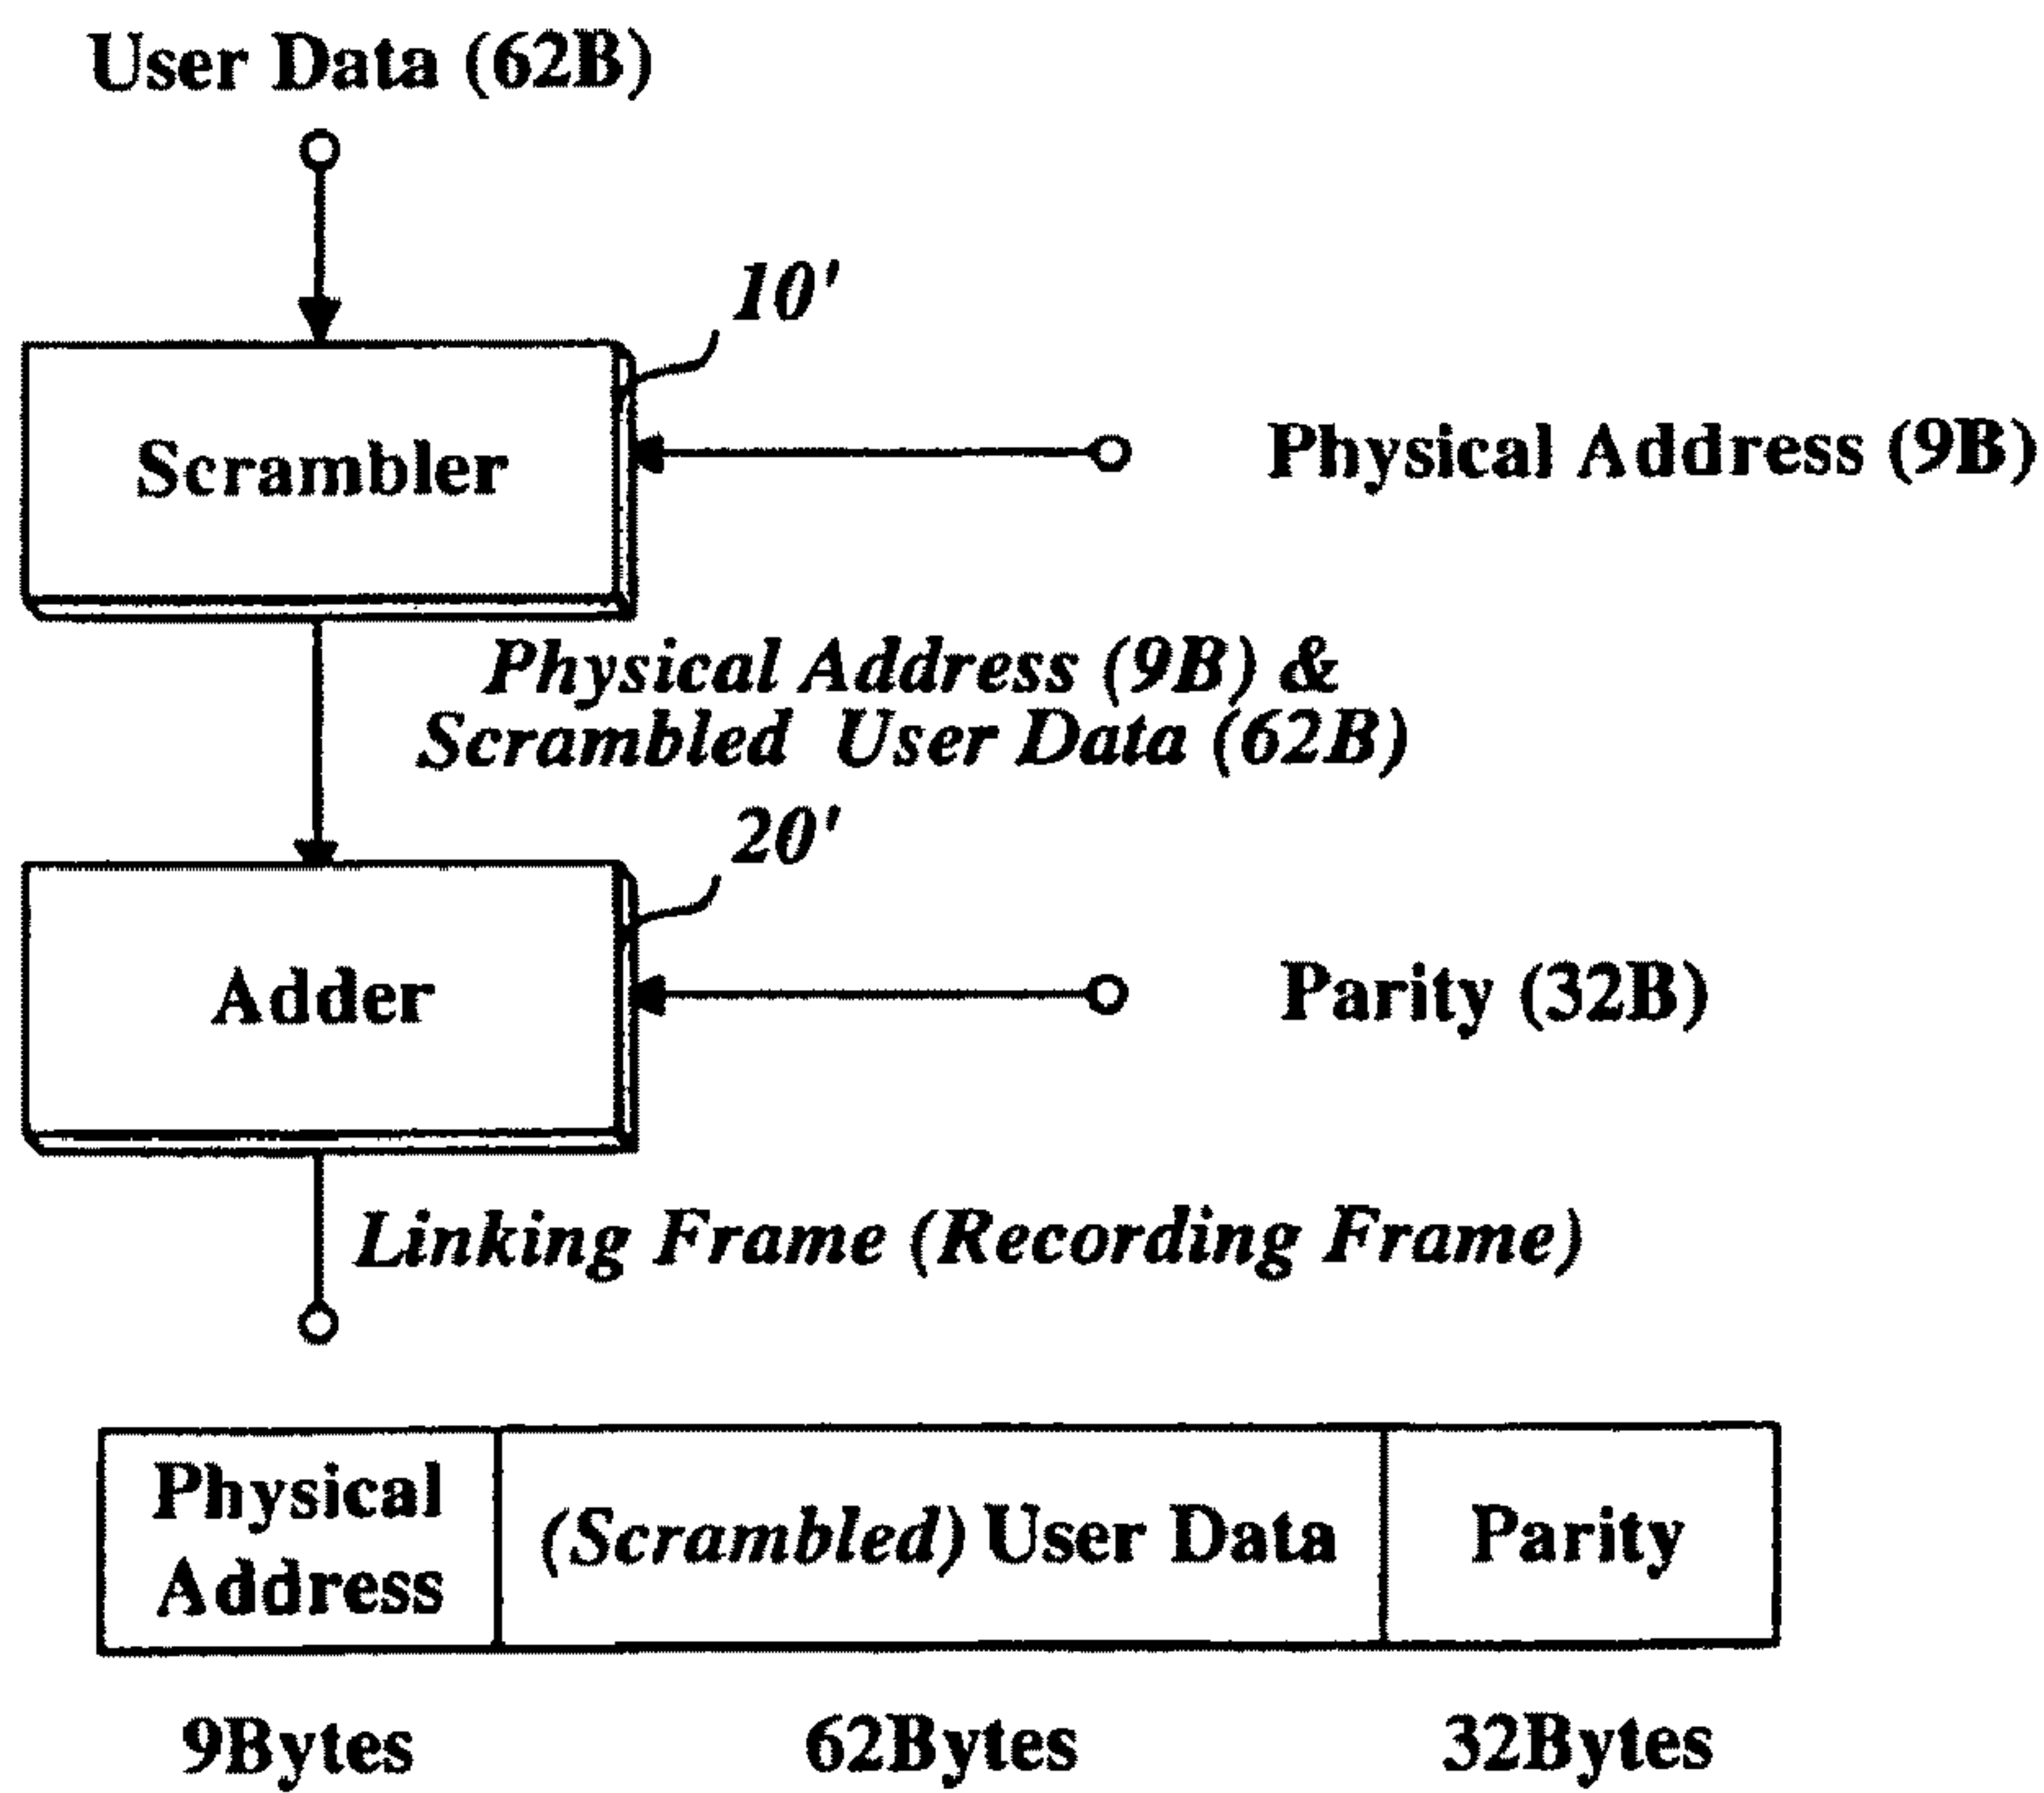 User Data (62B)
10'
Scrambler
Physical Address (9B)
Physical Address (9B) &
Scrambled User Data (62B)
20'
Adder
Parity (32B)
Linking Frame (Recording Frame)
Physical
Address
(Scrambled) User Data
Parity
9Bytes
62Bytes
32Bytes